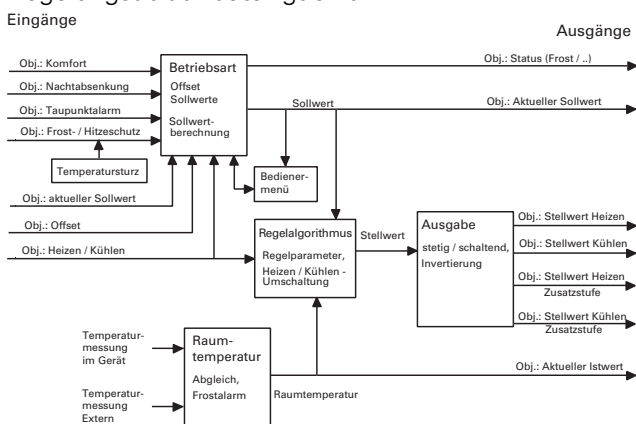 Eingänge
Ausgänge
Obj.: Komfort
Obj.: Nachtabsenkung
Obj.: Taupunktalarm
Obj.: Frost- / Hitzeschutz
Temperatursturz
Obj.: aktueller Sollwert
Obj.: Offset
Obj.: Heizen / Kühlen
Betriebsart
Offset
Sollwerte
Sollwert-
berechnung
Obj.: Status (Frost / ..)
Sollwert
Obj.: Aktueller Sollwert
Bediener-
menü
Regelalgorithmus
Regelparameter,
Heizen / Kühlen -
Umschaltung
Stellwert
Ausgabe
stetig / schaltend,
Invertierung
Obj.: Stellwert Heizen
Obj.: Stellwert Kühlen
Obj.: Stellwert Heizen
Zusatzstufe
Obj.: Stellwert Kühlen
Zusatzstufe
Temperatur-
messung
im Gerät
Temperatur-
messung
Extern
Raum-
temperatur
Abgleich,
Frostalarm
Raumtemperatur
Obj.: Aktueller Istwert